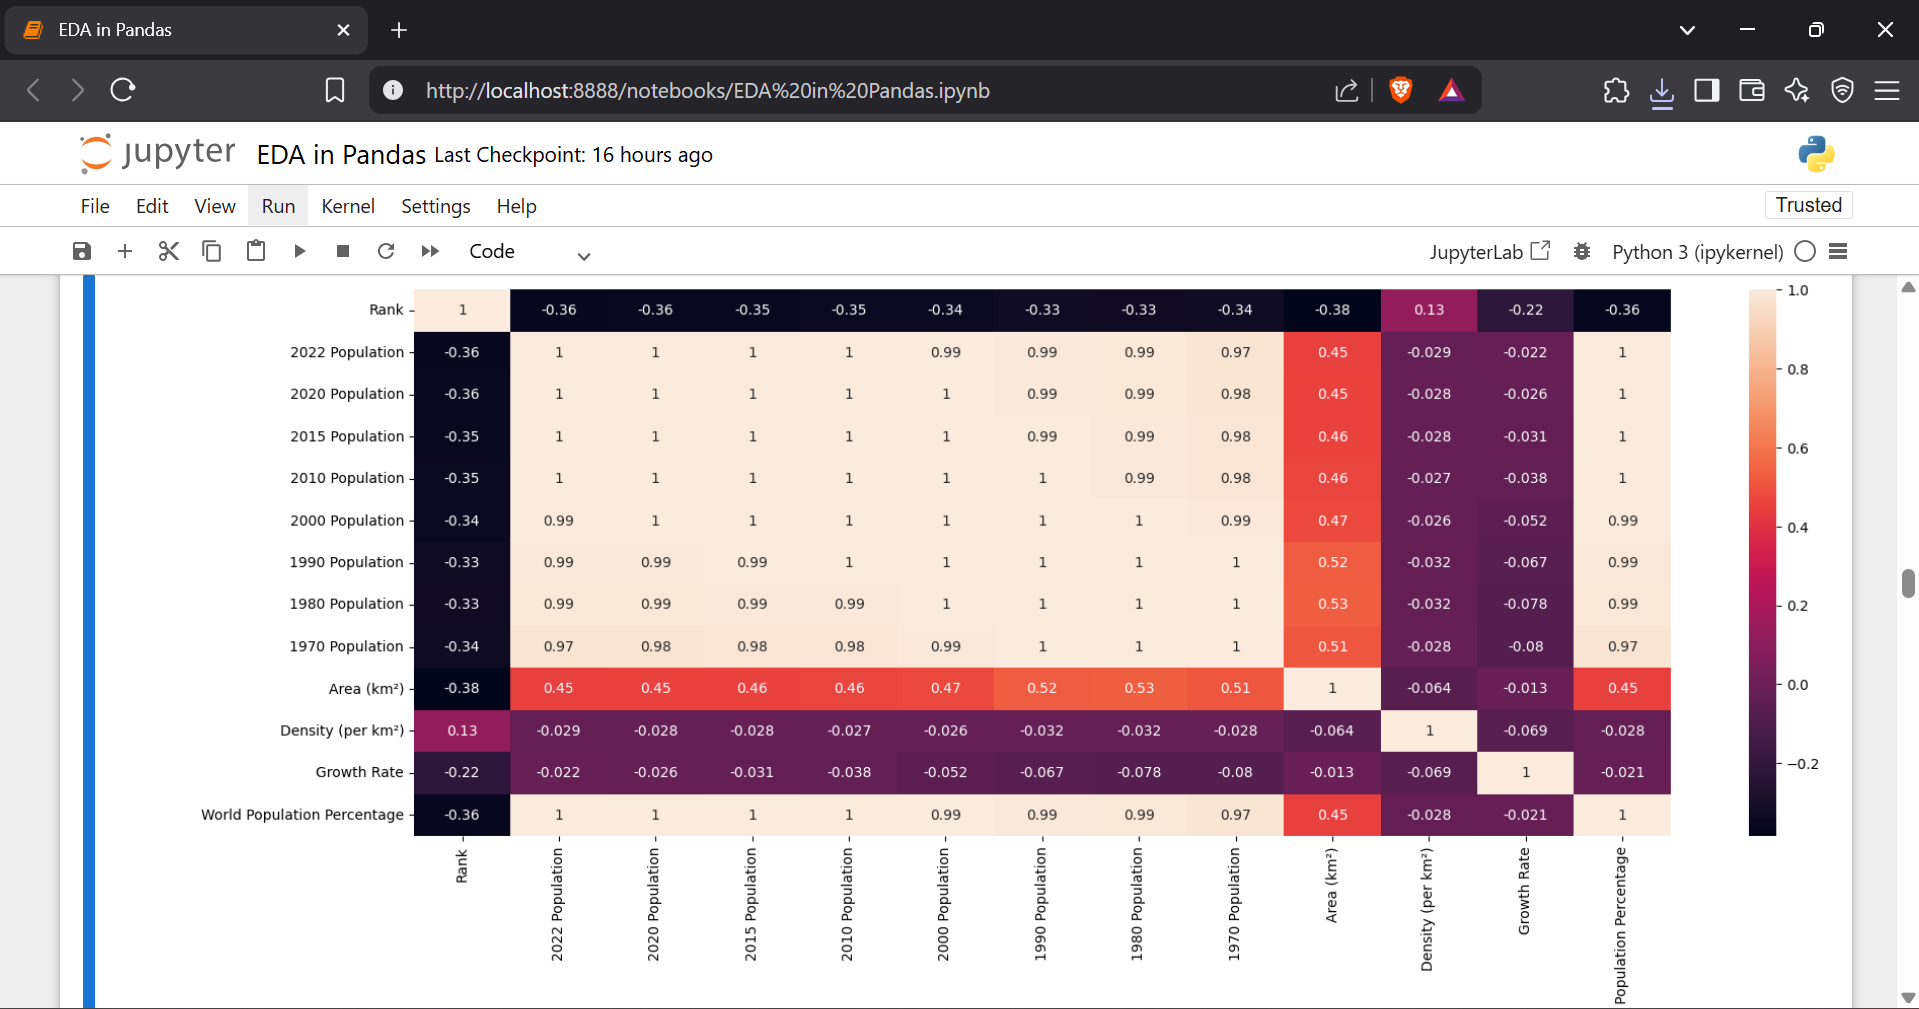 EDA in Pandas
http://localhost:8888/notebooks/EDA%20in%20Pandas.ipynb
jupyter EDA in Pandas Last Checkpoint: 16 hours ago
File Edit View Run Kernel Settings Help Trusted
Code JupyterLab Python 3 (ipykernel)
Rank 1 -0.36 -0.36 -0.35 -0.35 -0.34 -0.33 -0.33 -0.34 -0.38 0.13 -0.22 -0.36
2022 Population -0.36 1 1 1 1 0.99 0.99 0.99 0.97 0.45 -0.029 -0.022 1
2020 Population -0.36 1 1 1 1 1 0.99 0.99 0.98 0.45 -0.028 -0.026 1
2015 Population -0.35 1 1 1 1 1 0.99 0.99 0.98 0.46 -0.028 -0.031 1
2010 Population -0.35 1 1 1 1 1 1 0.99 0.98 0.46 -0.027 -0.038 1
2000 Population -0.34 0.99 1 1 1 1 1 1 0.99 0.47 -0.026 -0.052 0.99
1990 Population -0.33 0.99 0.99 0.99 1 1 1 1 1 0.52 -0.032 -0.067 0.99
1980 Population -0.33 0.99 0.99 0.99 0.99 1 1 1 1 0.53 -0.032 -0.078 0.99
1970 Population -0.34 0.97 0.98 0.98 0.98 0.99 1 1 1 0.51 -0.028 -0.08 0.97
Area (km²) -0.38 0.45 0.45 0.46 0.46 0.47 0.52 0.53 0.51 1 -0.064 -0.013 0.45
Density (per km²) 0.13 -0.029 -0.028 -0.028 -0.027 -0.026 -0.032 -0.032 -0.028 -0.064 1 -0.069 -0.028
Growth Rate -0.22 -0.022 -0.026 -0.031 -0.038 -0.052 -0.067 -0.078 -0.08 -0.013 -0.069 1 -0.021
World Population Percentage -0.36 1 1 1 1 0.99 0.99 0.99 0.97 0.45 -0.028 -0.021 1
Rank
2022 Population
2020 Population
2015 Population
2010 Population
2000 Population
1990 Population
1980 Population
1970 Population
Area (km²)
Density (per km²)
Growth Rate
Population Percentage
1.0
0.8
0.6
0.4
0.2
0.0
−0.2